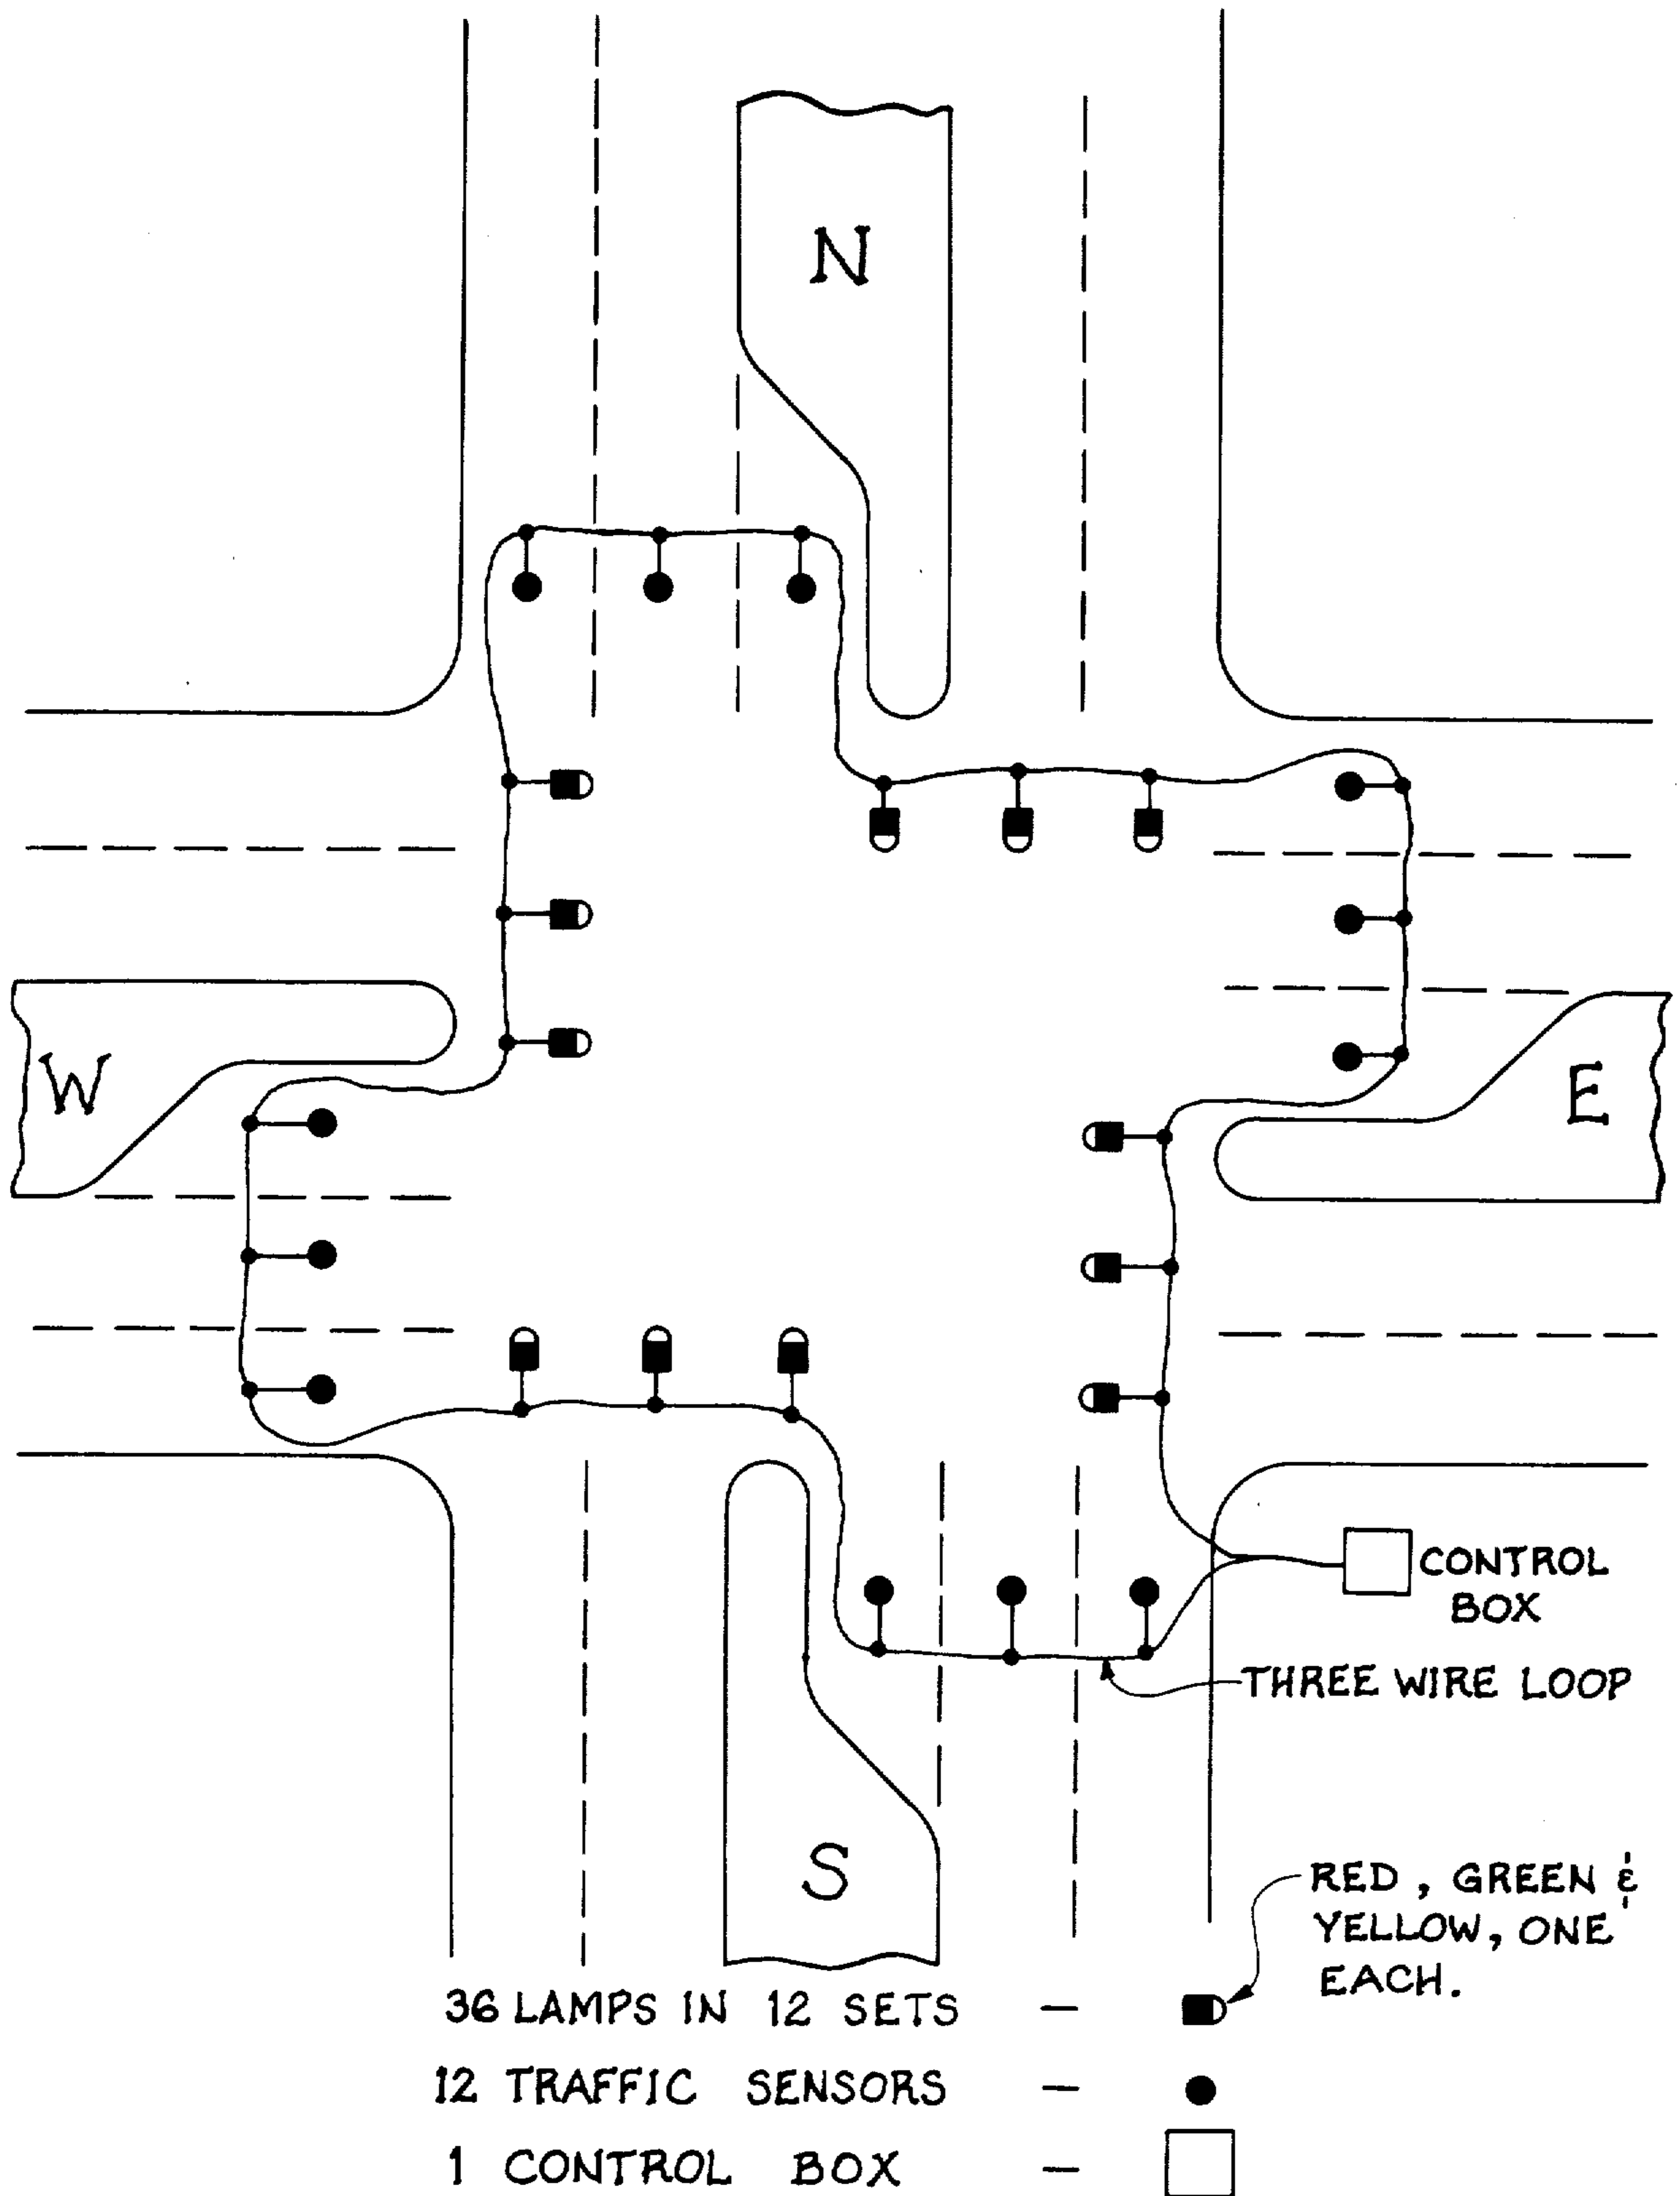 N
W
E
CONTROL
BOX
THREE WIRE LOOP
S
RED, GREEN &
YELLOW, ONE
EACH.
36 LAMPS IN 12 SETS —
12 TRAFFIC SENSORS —
1 CONTROL BOX —